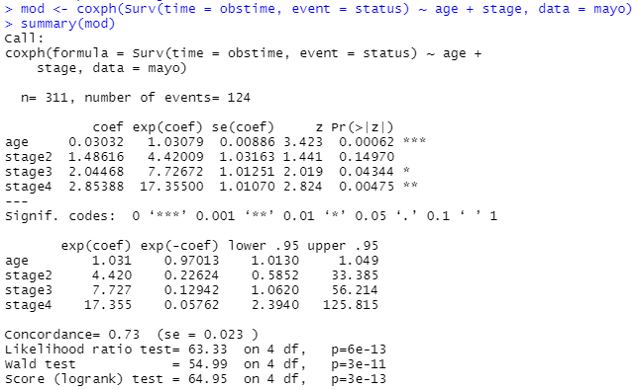 > mod <- coxph(Surv(time = obstime, event = status) ~ age + stage, data = mayo)
> summary(mod)
Call:
coxph(formula = Surv(time = obstime, event = status) ~ age +
    stage, data = mayo)

  n= 311, number of events= 124

          coef exp(coef) se(coef)     z Pr(>|z|)
age    0.03032   1.03079  0.00886 3.423  0.00062 ***
stage2 1.48616   4.42009  1.03163 1.441  0.14970
stage3 2.04468   7.72672  1.01251 2.019  0.04344 *
stage4 2.85388  17.35500  1.01070 2.824  0.00475 **
---
Signif. codes:  0 ‘***’ 0.001 ‘**’ 0.01 ‘*’ 0.05 ‘.’ 0.1 ‘ ’ 1

       exp(coef) exp(-coef) lower .95 upper .95
age        1.031    0.97013    1.0130     1.049
stage2     4.420    0.22624    0.5852    33.385
stage3     7.727    0.12942    1.0620    56.214
stage4    17.355    0.05762    2.3940   125.815

Concordance= 0.73  (se = 0.023 )
Likelihood ratio test= 63.33  on 4 df,   p=6e-13
Wald test            = 54.99  on 4 df,   p=3e-11
Score (logrank) test = 64.95  on 4 df,   p=3e-13